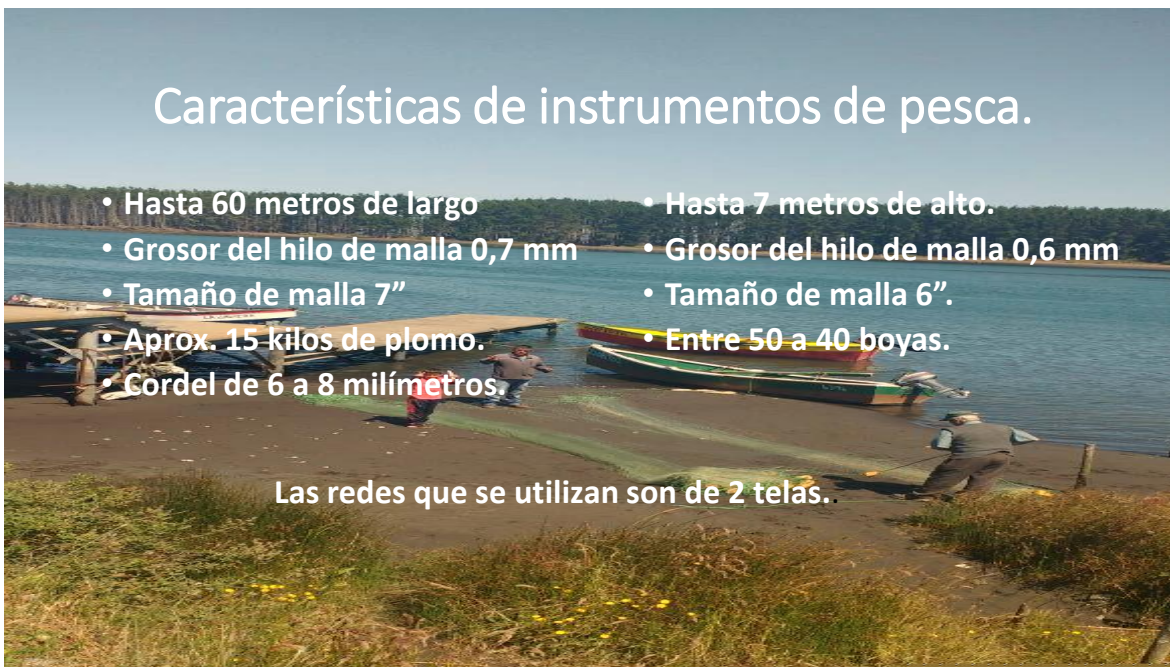 Características de instrumentos de pesca.
• Hasta 60 metros de largo
• Grosor del hilo de malla 0,7 mm
• Tamaño de malla 7”
• Aprox. 15 kilos de plomo.
• Cordel de 6 a 8 milímetros.
• Hasta 7 metros de alto.
• Grosor del hilo de malla 0,6 mm
• Tamaño de malla 6”.
• Entre 50 a 40 boyas.
Las redes que se utilizan son de 2 telas..